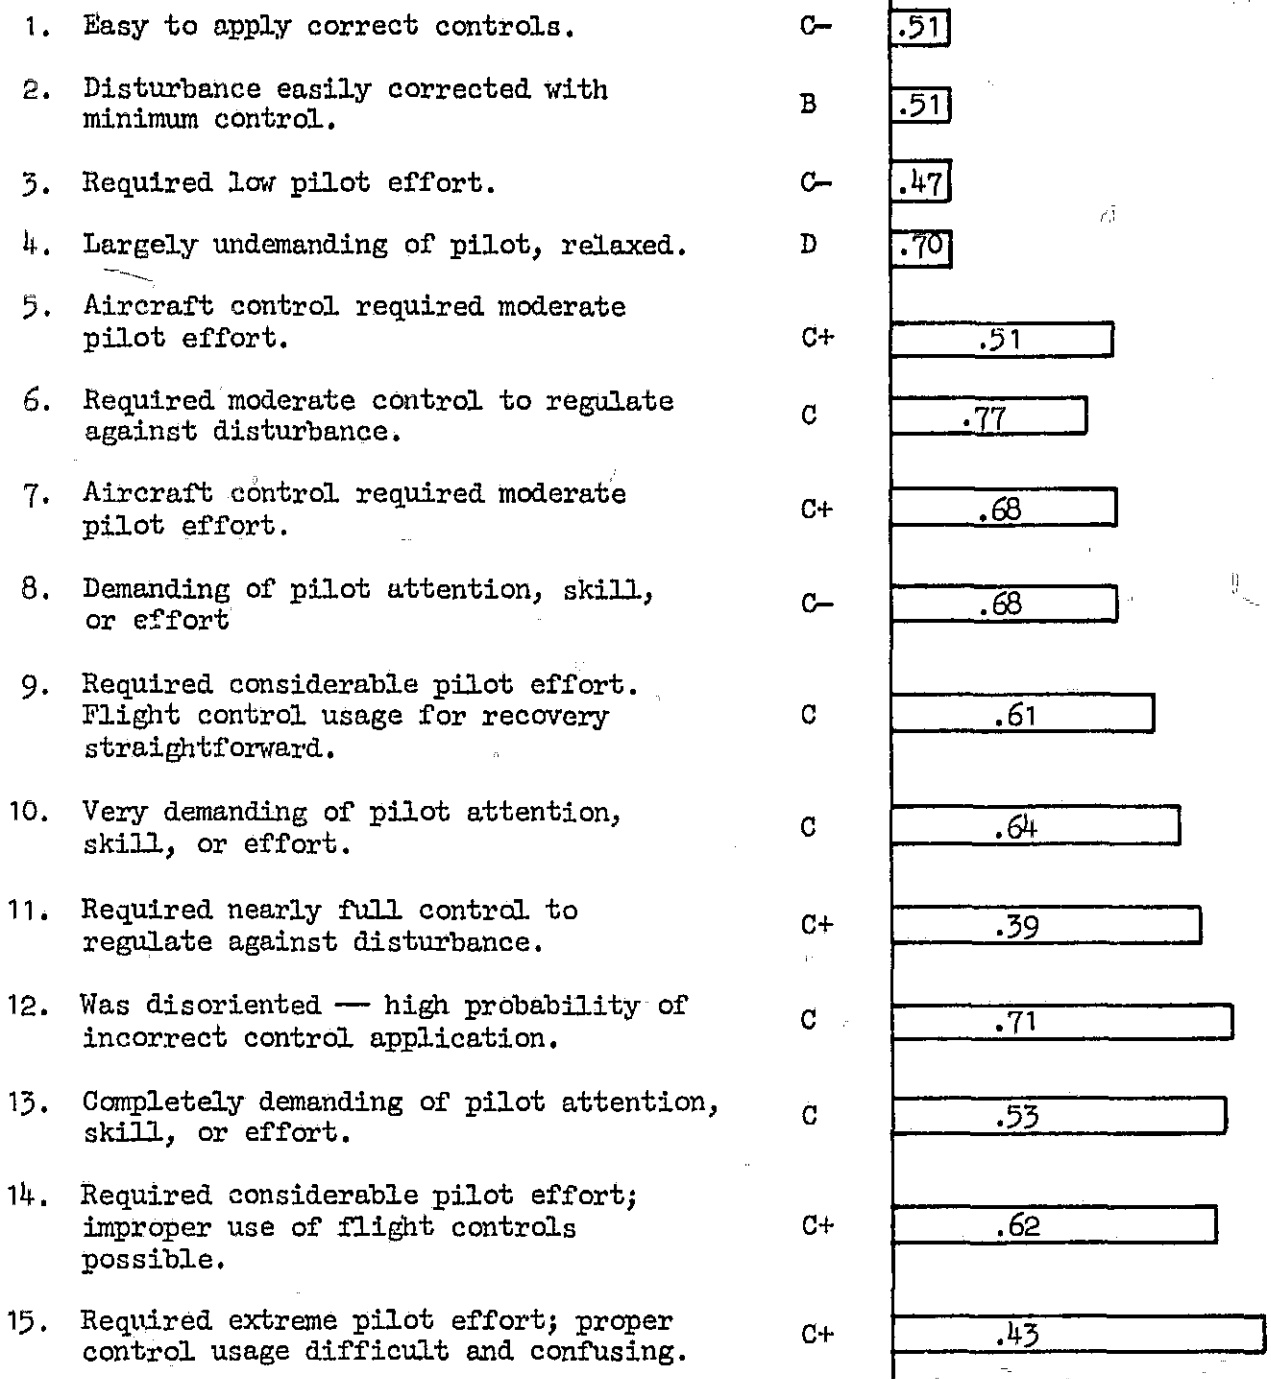 1. Easy to apply correct controls. C- .51
2. Disturbance easily corrected with
minimum control. B .51
3. Required low pilot effort. C- .47
4. Largely undemanding of pilot, relaxed. D .70
5. Aircraft control required moderate
pilot effort. C+ .51
6. Required moderate control to regulate
against disturbance. C .77
7. Aircraft control required moderate
pilot effort. C+ .68
8. Demanding of pilot attention, skill,
or effort C- .68
9. Required considerable pilot effort.
Flight control usage for recovery C .61
straightforward.
10. Very demanding of pilot attention,
skill, or effort. C .64
11. Required nearly full control to
regulate against disturbance. C+ .39
12. Was disoriented — high probability of
incorrect control application. C .71
13. Completely demanding of pilot attention,
skill, or effort. C .53
14. Required considerable pilot effort;
improper use of flight controls C+ .62
possible.
15. Required extreme pilot effort; proper
control usage difficult and confusing. C+ .43